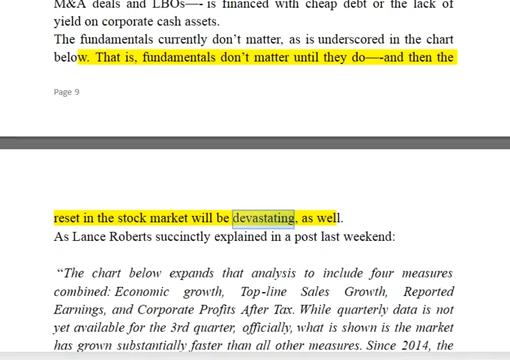 M&A deals and LBOs—- is financed with cheap debt or the lack of
yield on corporate cash assets.
The fundamentals currently don’t matter, as is underscored in the chart
below. That is, fundamentals don’t matter until they do—-and then the
Page 9
reset in the stock market will be devastating, as well.
As Lance Roberts succinctly explained in a post last weekend:
“The chart below expands that analysis to include four measures
combined: Economic growth, Top-line Sales Growth, Reported
Earnings, and Corporate Profits After Tax. While quarterly data is not
yet available for the 3rd quarter, officially, what is shown is the market
has grown substantially faster than all other measures. Since 2014, the